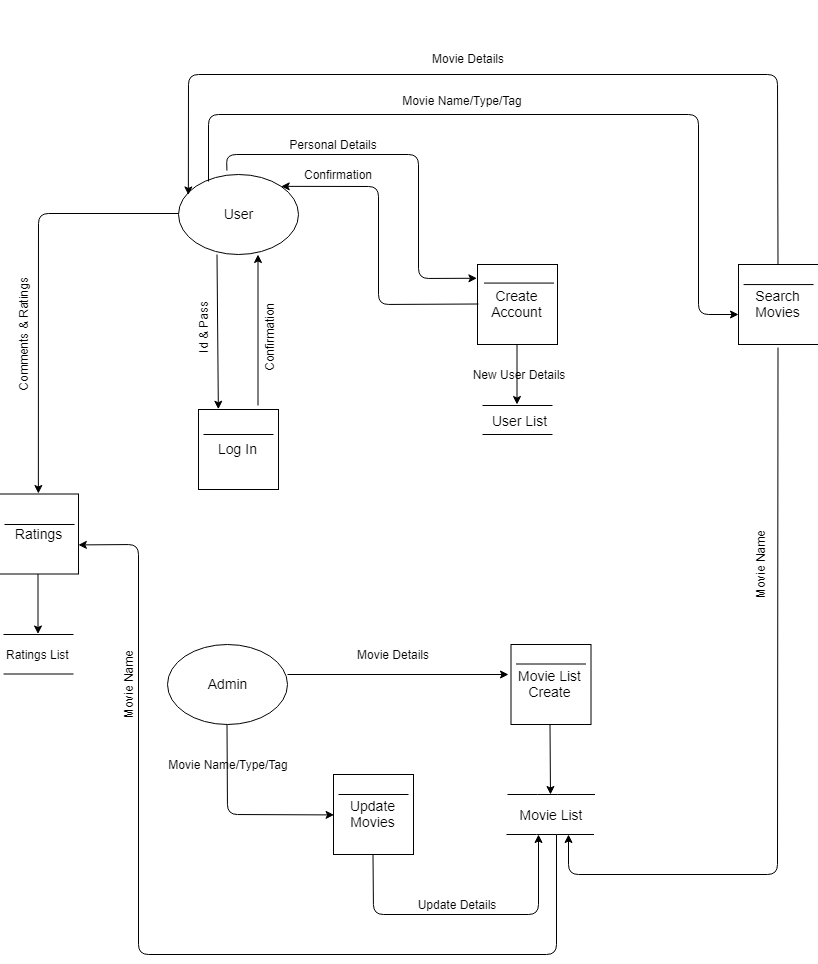 Movie Details
Movie Name/Type/Tag
Personal Details
Confirmation
User
Comments & Ratings
Id & Pass
Confirmation
Create
Account
Search
Movies
New User Details
User List
Log In
Ratings
Movie Name
Ratings List
Movie Name
Admin
Movie Details
Movie List
Create
Movie Name/Type/Tag
Update
Movies
Movie List
Update Details